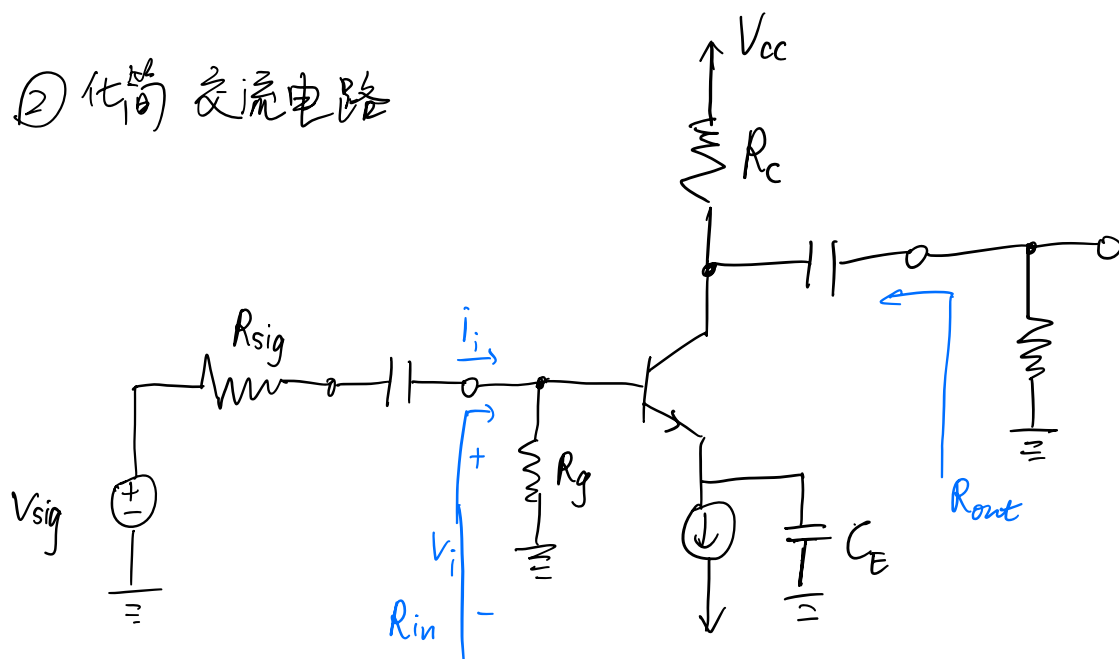 ② 化简 交流电路
Vcc
Rc
Rsig
ii
+
Rg
Vsig
+
-
Vi
Rin
-
CE
Rout